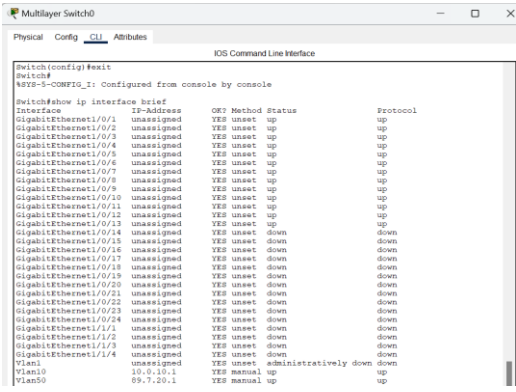 Multilayer Switch0
Physical Config CLI Attributes
IOS Command Line Interface
Switch(config)#exit
Switch#
%SYS-5-CONFIG_I: Configured from console by console
Switch#show ip interface brief
Interface IP-Address OK? Method Status Protocol
GigabitEthernet1/0/1 unassigned YES unset up up
GigabitEthernet1/0/2 unassigned YES unset up up
GigabitEthernet1/0/3 unassigned YES unset up up
GigabitEthernet1/0/4 unassigned YES unset up up
GigabitEthernet1/0/5 unassigned YES unset up up
GigabitEthernet1/0/6 unassigned YES unset up up
GigabitEthernet1/0/7 unassigned YES unset up up
GigabitEthernet1/0/8 unassigned YES unset up up
GigabitEthernet1/0/9 unassigned YES unset up up
GigabitEthernet1/0/10 unassigned YES unset up up
GigabitEthernet1/0/11 unassigned YES unset up up
GigabitEthernet1/0/12 unassigned YES unset up up
GigabitEthernet1/0/13 unassigned YES unset up up
GigabitEthernet1/0/14 unassigned YES unset down down
GigabitEthernet1/0/15 unassigned YES unset down down
GigabitEthernet1/0/16 unassigned YES unset down down
GigabitEthernet1/0/17 unassigned YES unset down down
GigabitEthernet1/0/18 unassigned YES unset down down
GigabitEthernet1/0/19 unassigned YES unset down down
GigabitEthernet1/0/20 unassigned YES unset down down
GigabitEthernet1/0/21 unassigned YES unset down down
GigabitEthernet1/0/22 unassigned YES unset down down
GigabitEthernet1/0/23 unassigned YES unset down down
GigabitEthernet1/0/24 unassigned YES unset down down
GigabitEthernet1/1/1 unassigned YES unset down down
GigabitEthernet1/1/2 unassigned YES unset down down
GigabitEthernet1/1/3 unassigned YES unset down down
GigabitEthernet1/1/4 unassigned YES unset down down
Vlan1 unassigned YES unset administratively down down
Vlan10 10.0.10.1 YES manual up up
Vlan50 89.7.20.1 YES manual up up